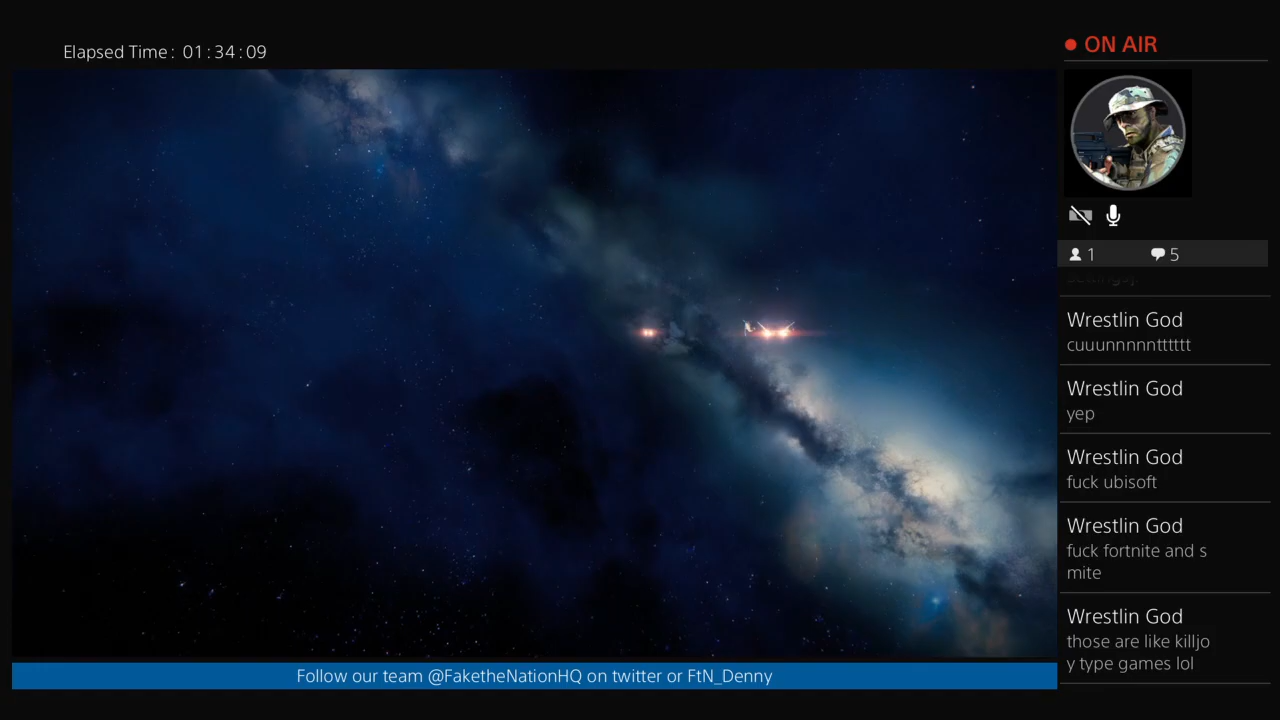 Elapsed Time: 01:34:09
ON AIR
1 5
Wrestlin God
cuuunnnnntttttt
Wrestlin God
yep
Wrestlin God
fuck ubisoft
Wrestlin God
fuck fortnite and s
mite
Wrestlin God
those are like killjo
y type games lol
Follow our team @FaketheNationHQ on twitter or FtN_Denny